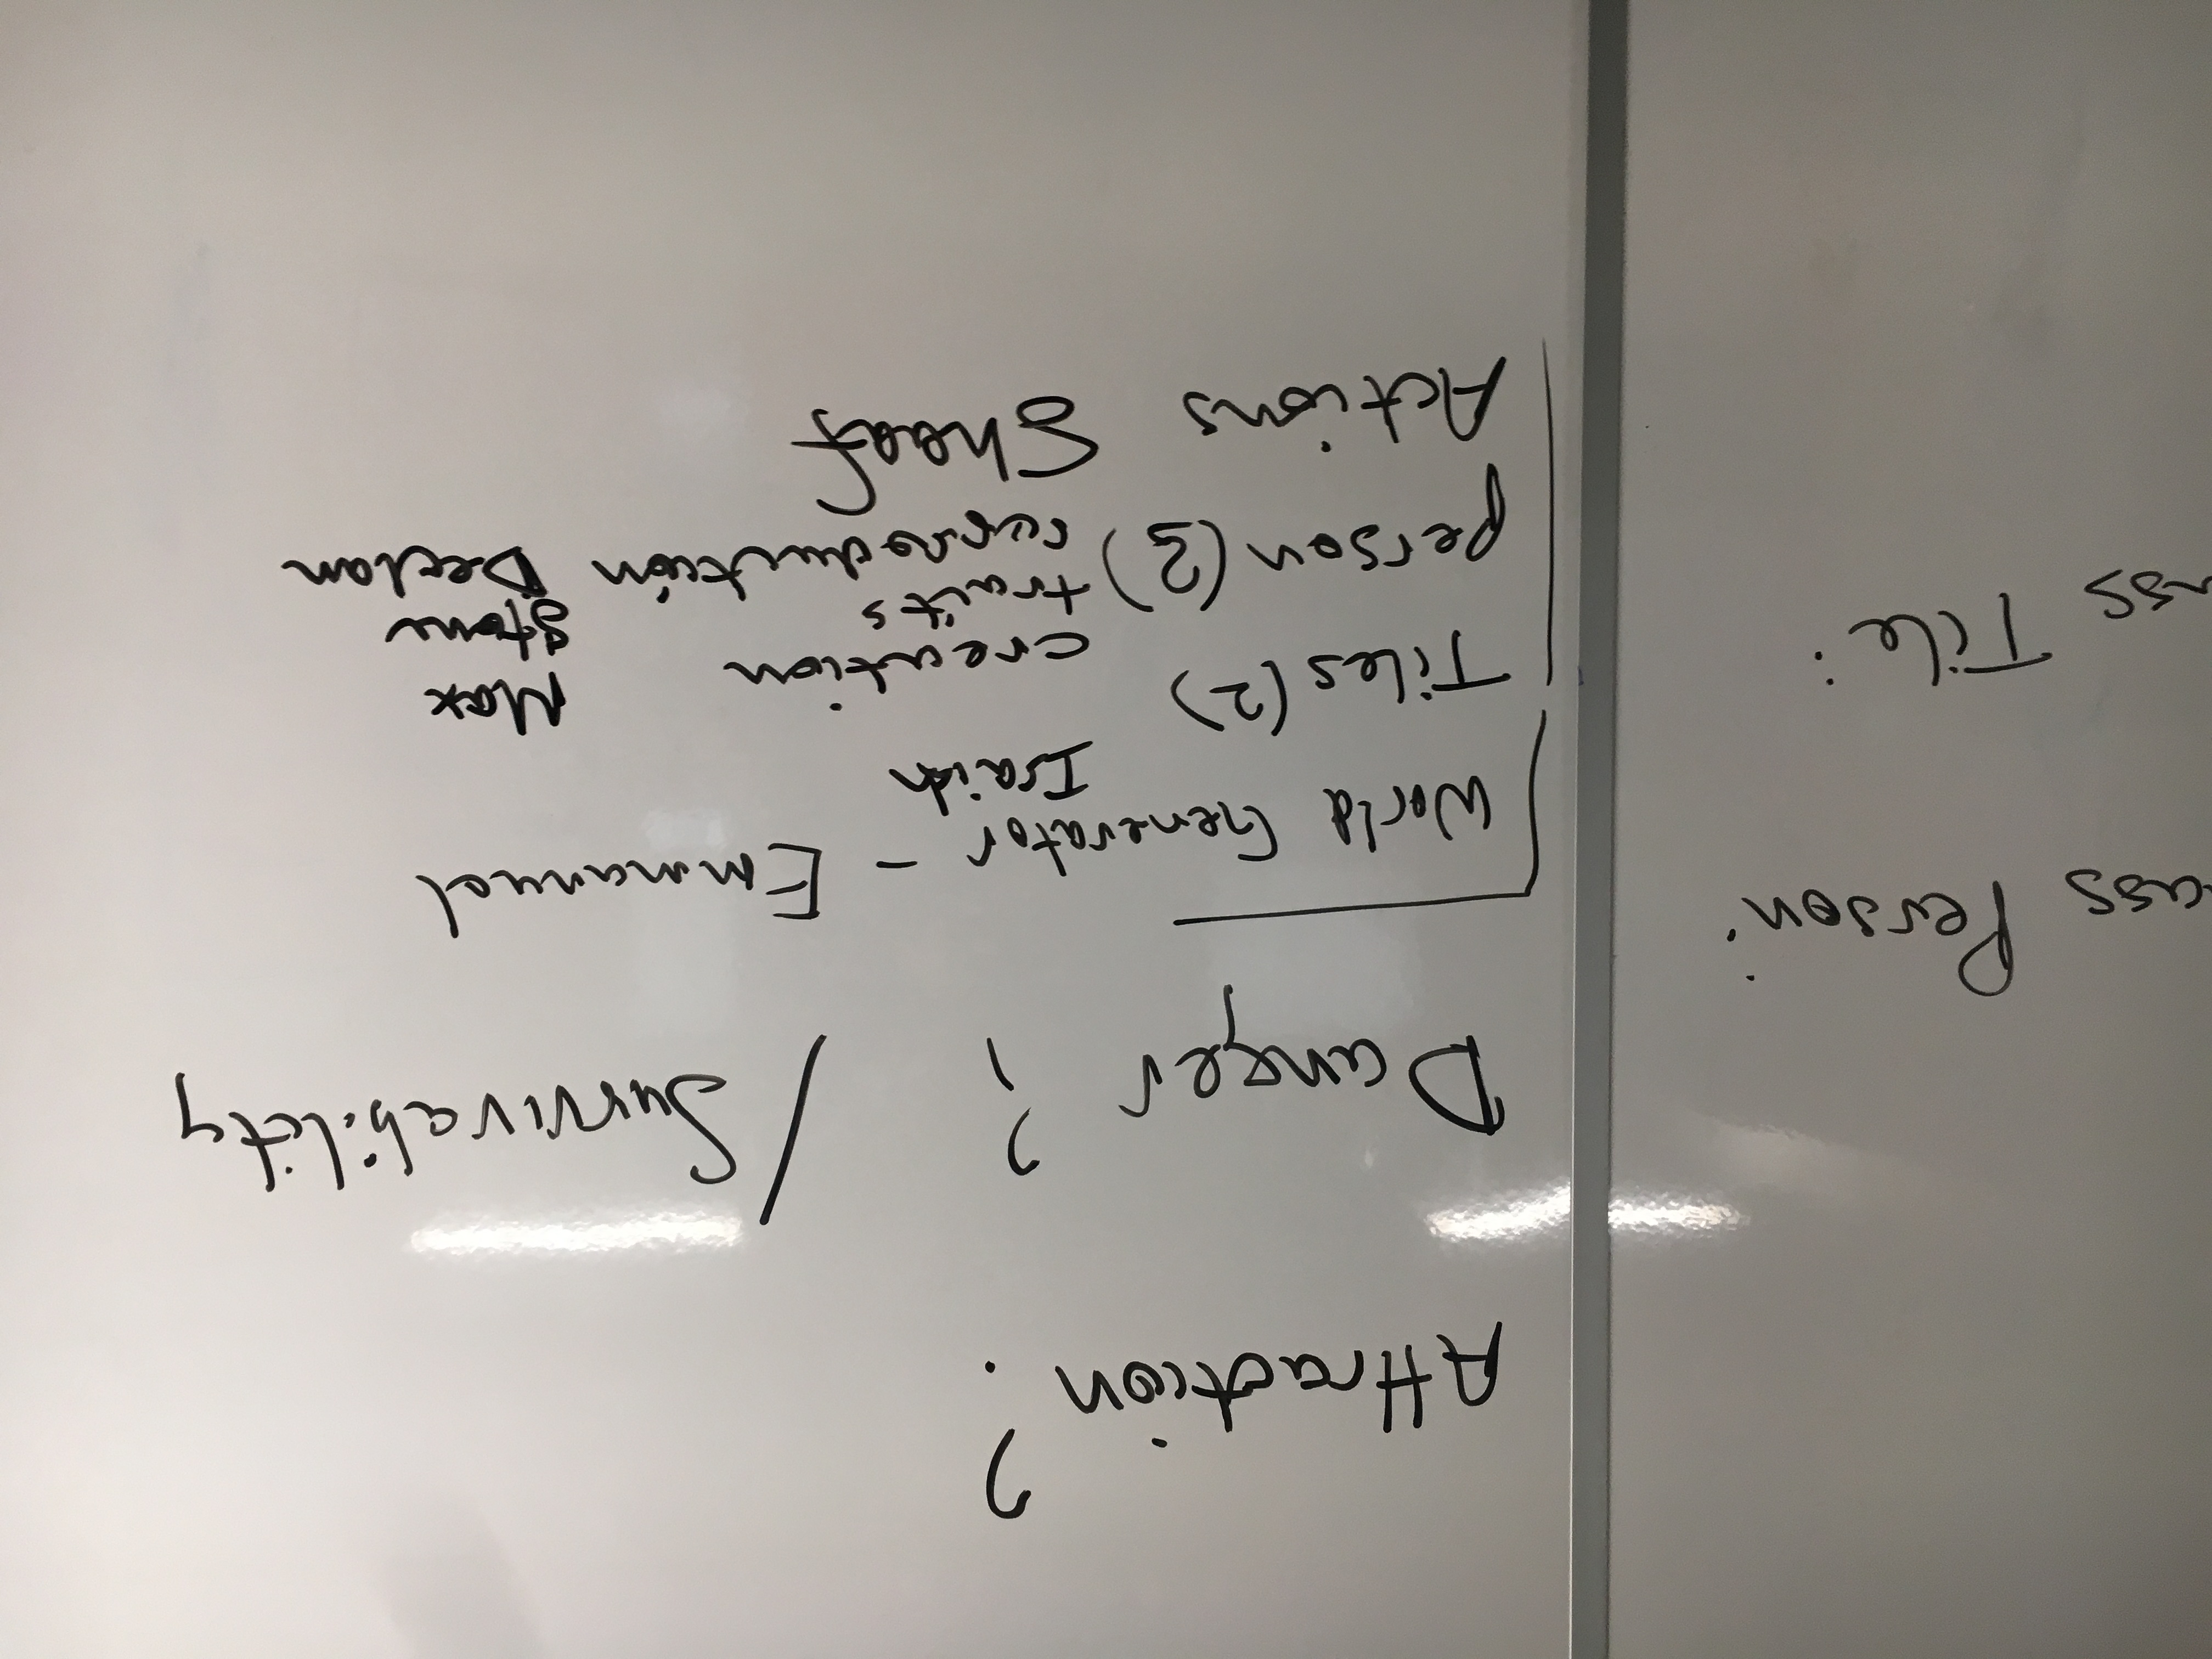 ass Person:
ass Tile:
Attraction?
Danger? / Survivability
World Generator - Emmanuel
Isaiah
Tiles (2)
person (3) creation Max
traits Stone
reproduction Declan
Actions Shaaf